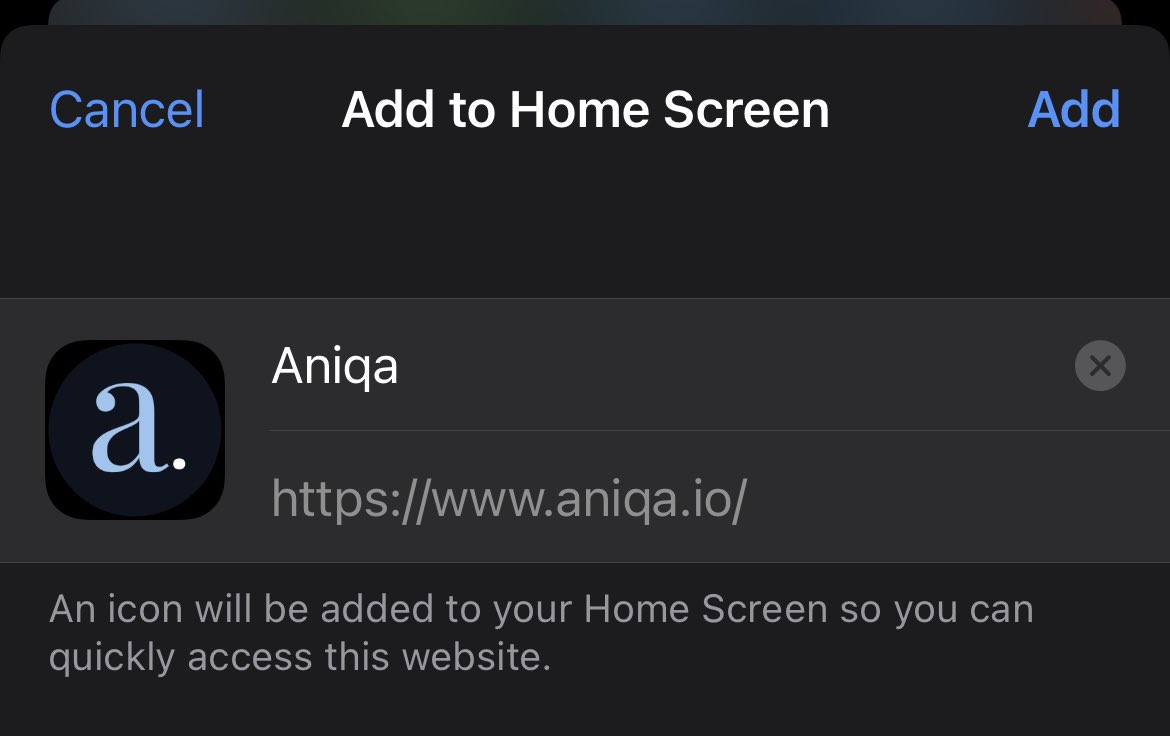 Cancel Add to Home Screen Add
a.
Aniqa
https://www.aniqa.io/
An icon will be added to your Home Screen so you can
quickly access this website.